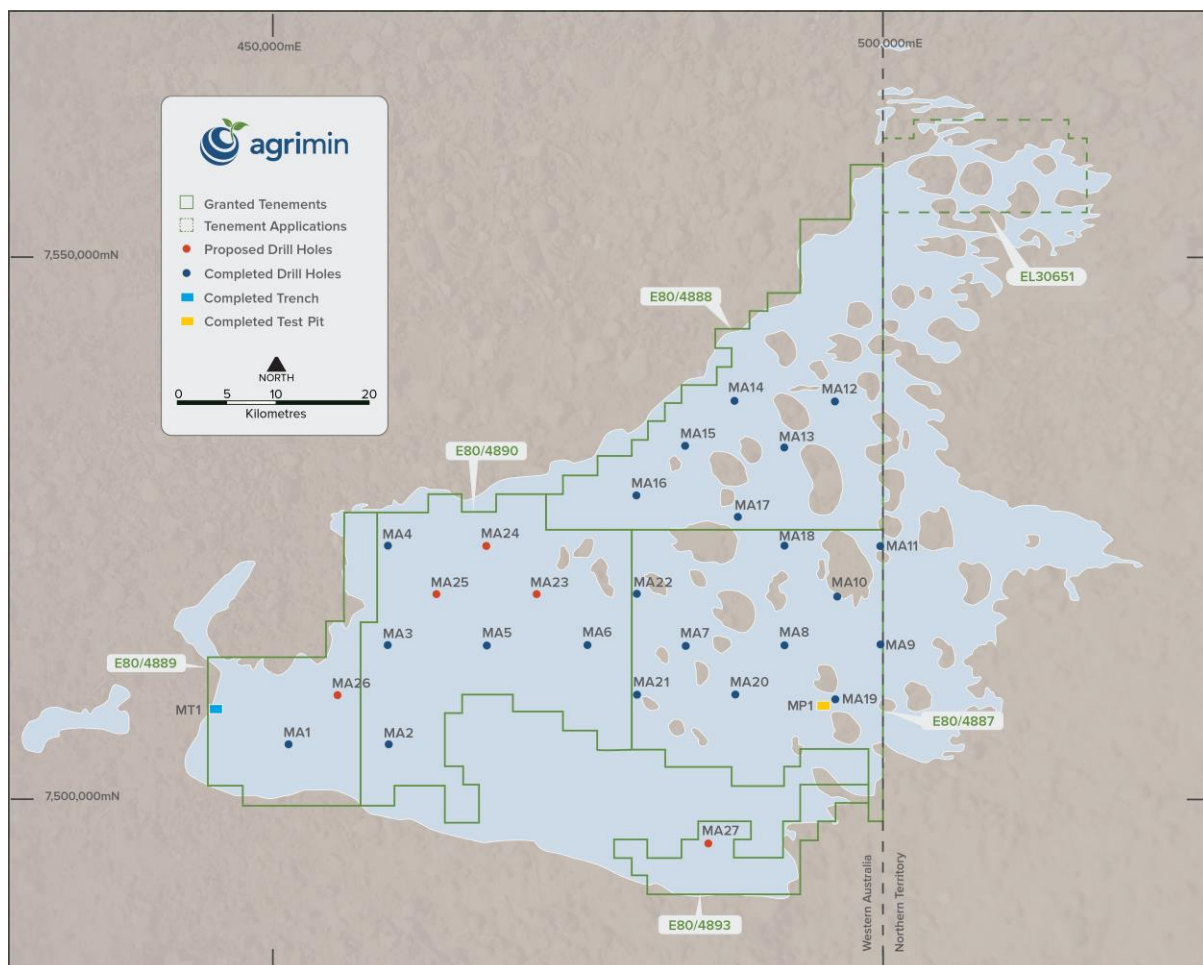 450,000mE
500,000mE
agrimin
Granted Tenements
Tenement Applications
Proposed Drill Holes
Completed Drill Holes
Completed Trench
Completed Test Pit
NORTH
0 5 10 20
Kilometres
7,550,000mN
EL30651
E80/4888
MA14
MA12
MA15
MA13
E80/4890
MA16
MA17
MA4
MA24
MA18
MA11
MA25
MA23
MA22
MA10
MA3
MA5
MA6
MA7
MA8
MA9
E80/4889
MA26
MA21
MA20
MA19
MT1
MP1
E80/4887
MA1
MA2
7,500,000mN
MA27
Western Australia
Northern Territory
E80/4893